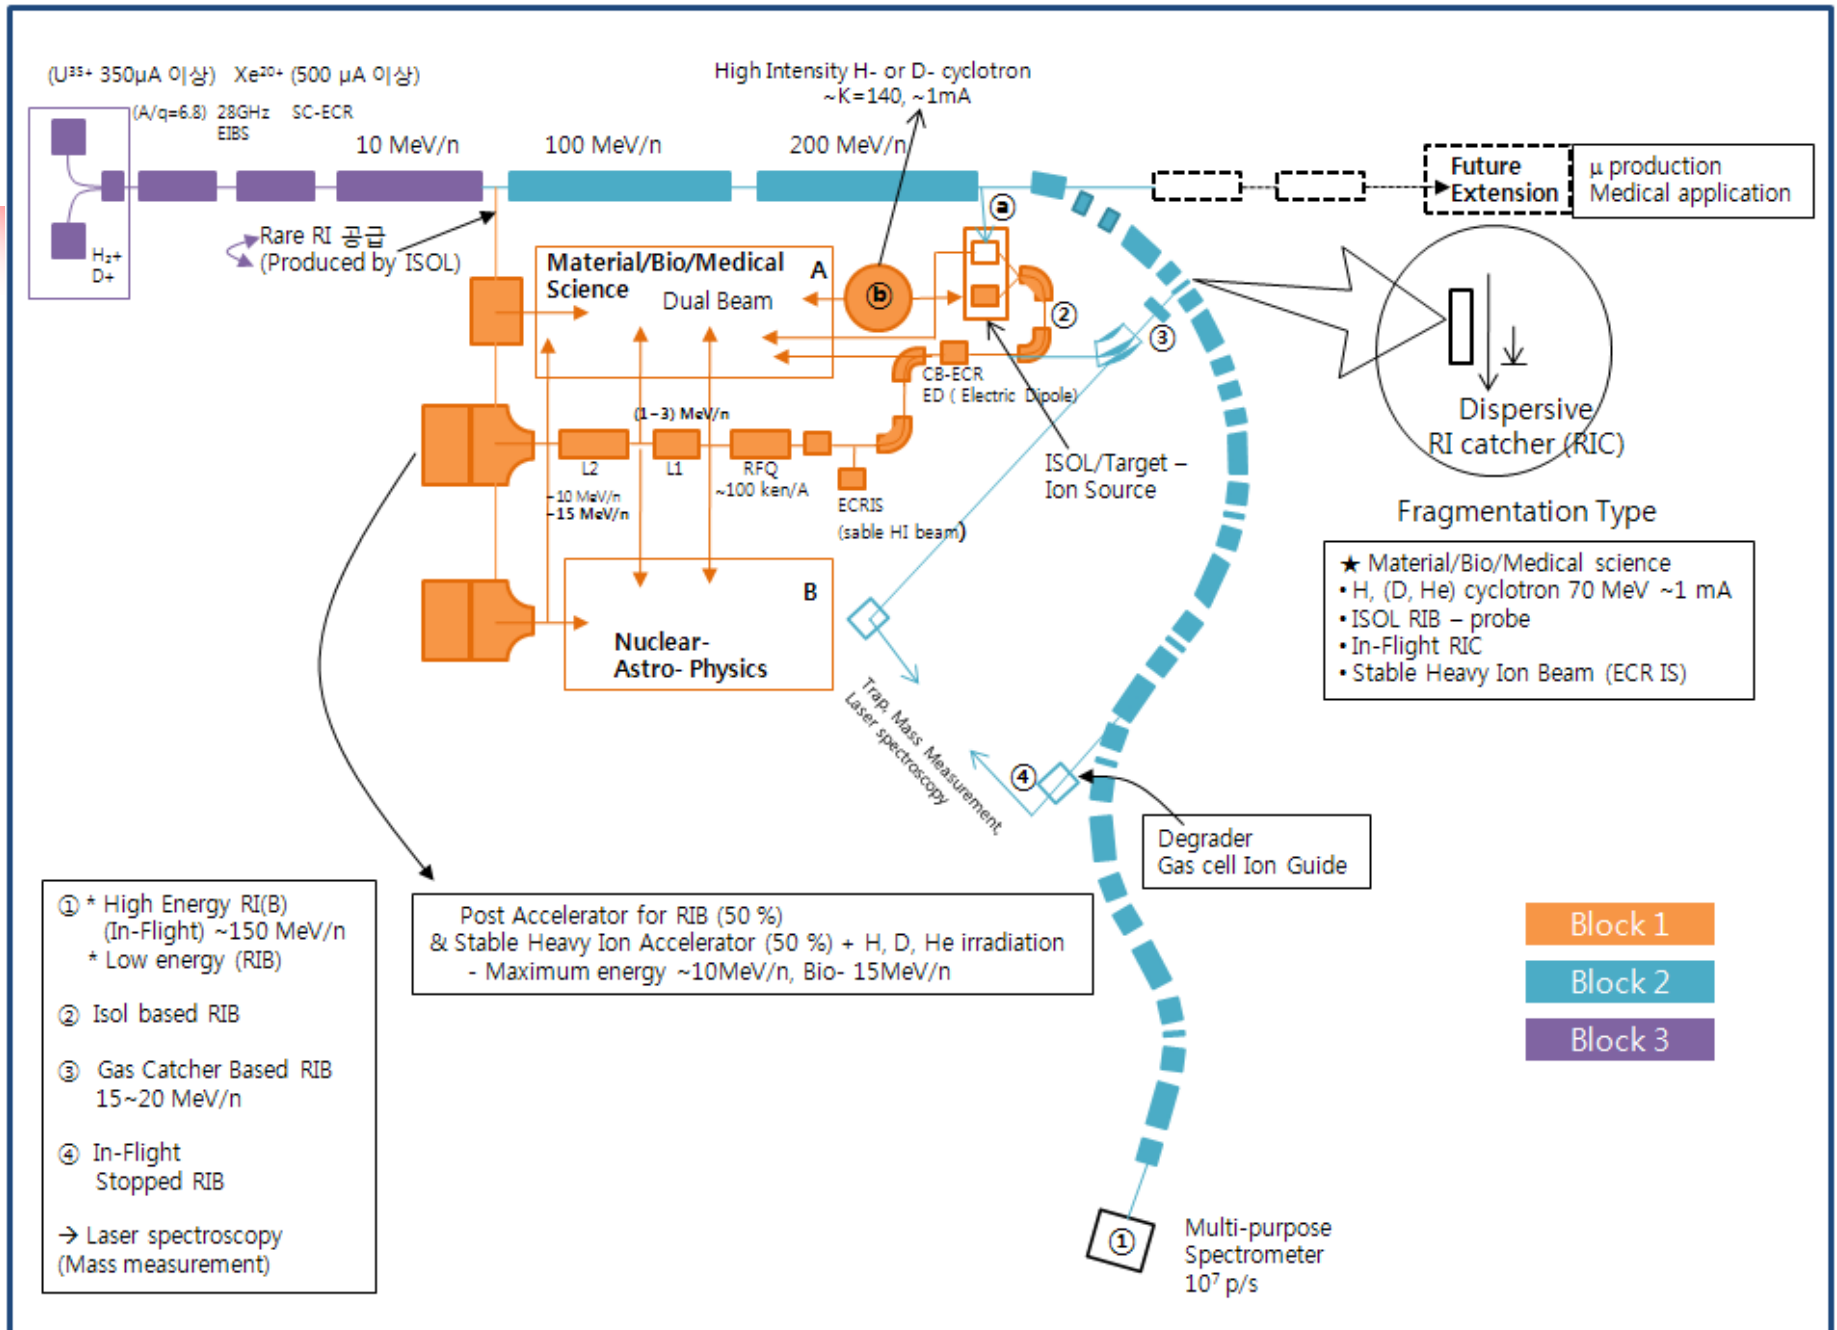 (U³⁵⁺ 350µA 이상) Xe²⁰⁺ (500 µA 이상)
(A/q=6.8) 28GHz SC-ECR
EIBS
High Intensity H- or D- cyclotron
~K=140, ~1mA
10 MeV/n
100 MeV/n
200 MeV/n
H₂+
D+
Future
Extension
µ production
Medical application
Rare RI 공급
(Produced by ISOL)
Material/Bio/Medical
Science
A
Dual Beam
ⓐ
ⓑ
②
③
CB-ECR
ED ( Electric Dipole)
(1-3) MeV/n
L2
L1
RFQ
~100 ken/A
-10 MeV/n
-15 MeV/n
ECRIS
(sable HI beam)
ISOL/Target –
Ion Source
Dispersive
RI catcher (RIC)
Fragmentation Type
★ Material/Bio/Medical science
• H, (D, He) cyclotron 70 MeV ~1 mA
• ISOL RIB – probe
• In-Flight RIC
• Stable Heavy Ion Beam (ECR IS)
B
Nuclear-
Astro- Physics
Trap, Mass Measurement,
Laser spectroscopy
④
Degrader
Gas cell Ion Guide
① * High Energy RI(B)
(In-Flight) ~150 MeV/n
* Low energy (RIB)
② Isol based RIB
③ Gas Catcher Based RIB
15~20 MeV/n
④ In-Flight
Stopped RIB
→ Laser spectroscopy
(Mass measurement)
Post Accelerator for RIB (50 %)
& Stable Heavy Ion Accelerator (50 %) + H, D, He irradiation
- Maximum energy ~10MeV/n, Bio- 15MeV/n
Block 1
Block 2
Block 3
①
Multi-purpose
Spectrometer
10⁷ p/s